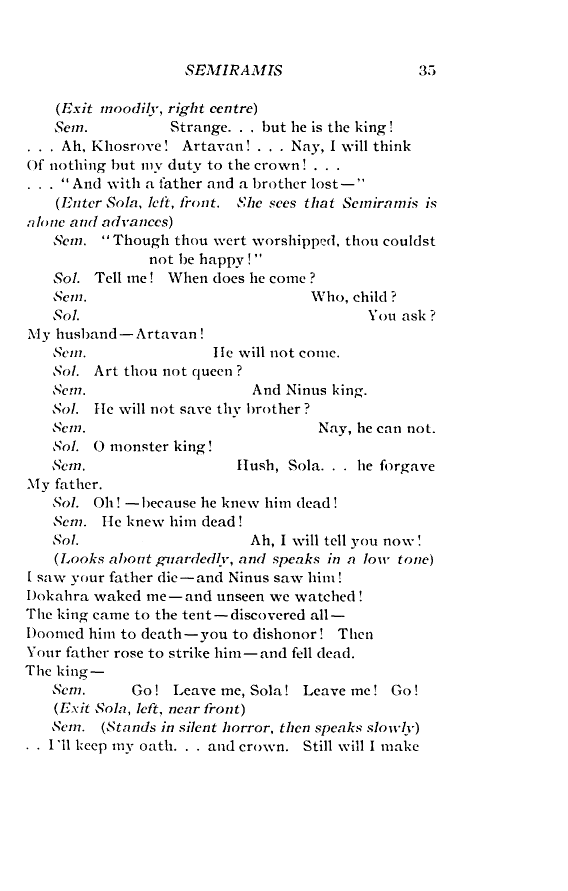 SEMIRAMIS 35
(Exit moodily, right centre)
Sem. Strange. . . but he is the king!
. . . Ah, Khosrove! Artavan! . . . Nay, I will think
Of nothing but my duty to the crown! . . .
. . . "And with a father and a brother lost—"
(Enter Sola, left, front. She sees that Semiramis is
alone and advances)
Sem. "Though thou wert worshipped, thou couldst
not be happy!"
Sol. Tell me! When does he come?
Sem. Who, child?
Sol. You ask?
My husband—Artavan!
Sem. He will not come.
Sol. Art thou not queen?
Sem. And Ninus king.
Sol. He will not save thy brother?
Sem. Nay, he can not.
Sol. O monster king!
Sem. Hush, Sola. . . he forgave
My father.
Sol. Oh!—because he knew him dead!
Sem. He knew him dead!
Sol. Ah, I will tell you now!
(Looks about guardedly, and speaks in a low tone)
I saw your father die—and Ninus saw him!
Dokahra waked me—and unseen we watched!
The king came to the tent—discovered all—
Doomed him to death—you to dishonor! Then
Your father rose to strike him—and fell dead.
The king—
Sem. Go! Leave me, Sola! Leave me! Go!
(Exit Sola, left, near front)
Sem. (Stands in silent horror, then speaks slowly)
. . I'll keep my oath. . . and crown. Still will I make